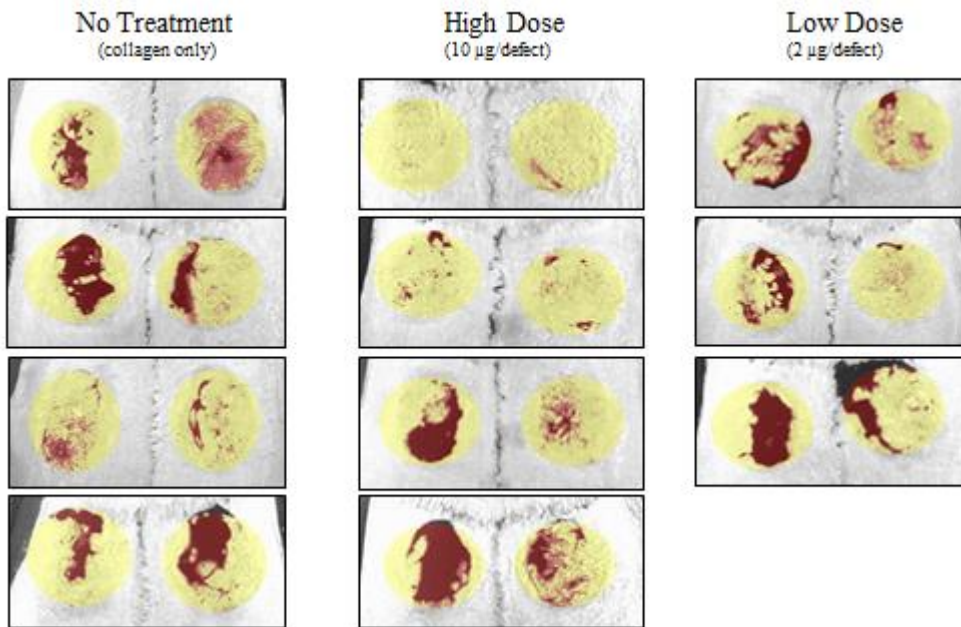 No Treatment
(collagen only)
High Dose
(10 µg/defect)
Low Dose
(2 µg/defect)